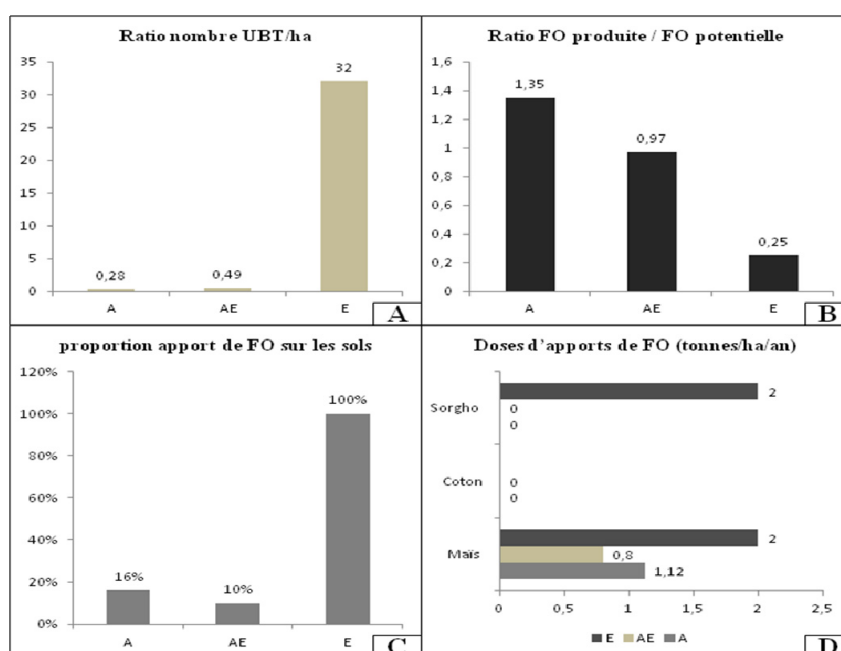 Ratio nombre UBT/ha
35
30
25
20
15
10
5
0
0,28
0,49
32
A
AE
E
A
Ratio FO produite / FO potentielle
1,6
1,4
1,2
1
0,8
0,6
0,4
0,2
0
1,35
0,97
0,25
A
AE
E
B
proportion apport de FO sur les sols
120%
100%
80%
60%
40%
20%
0%
16%
10%
100%
A
AE
E
C
Doses d'apports de FO (tonnes/ha/an)
Sorgho
2
0
0
Coton
0
0
Maïs
2
0,8
1,12
0
0,5
1
1,5
2
2,5
E
AE
A
D